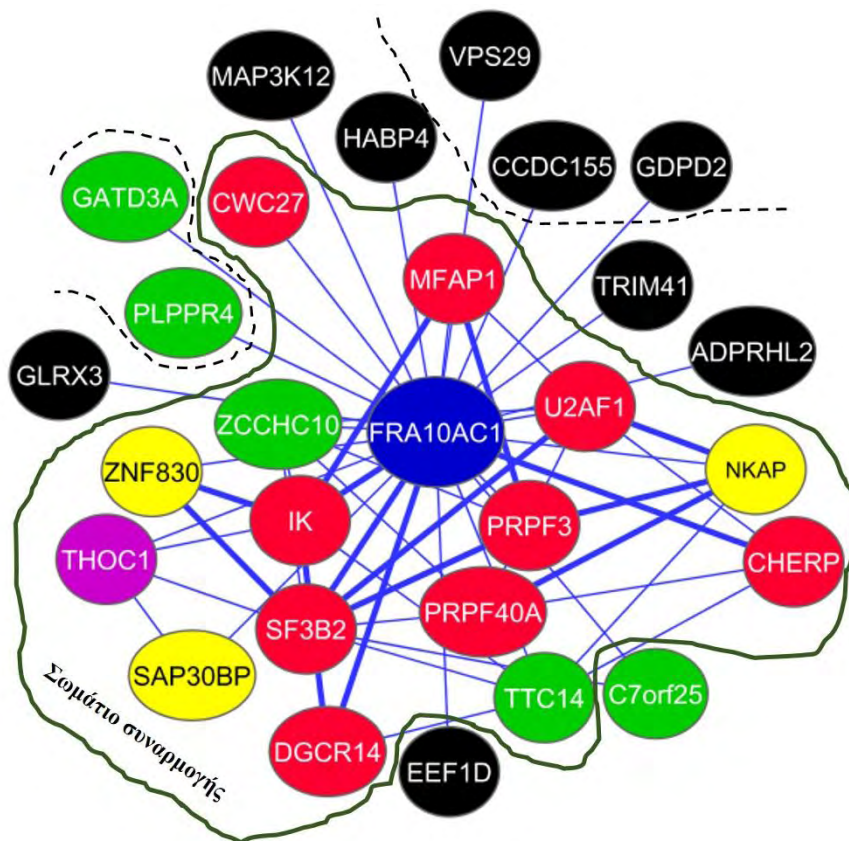 VPS29
MAP3K12
HABP4
CCDC155
GDPD2
GATD3A
CWC27
MFAP1
TRIM41
PLPPR4
ADPRHL2
GLRX3
U2AF1
ZCCHC10
FRA10AC1
ZNF830
NKAP
IK
PRPF3
THOC1
CHERP
SF3B2
PRPF40A
SAP30BP
TTC14
C7orf25
Σωμάτιο συναρμογής
DGCR14
EEF1D